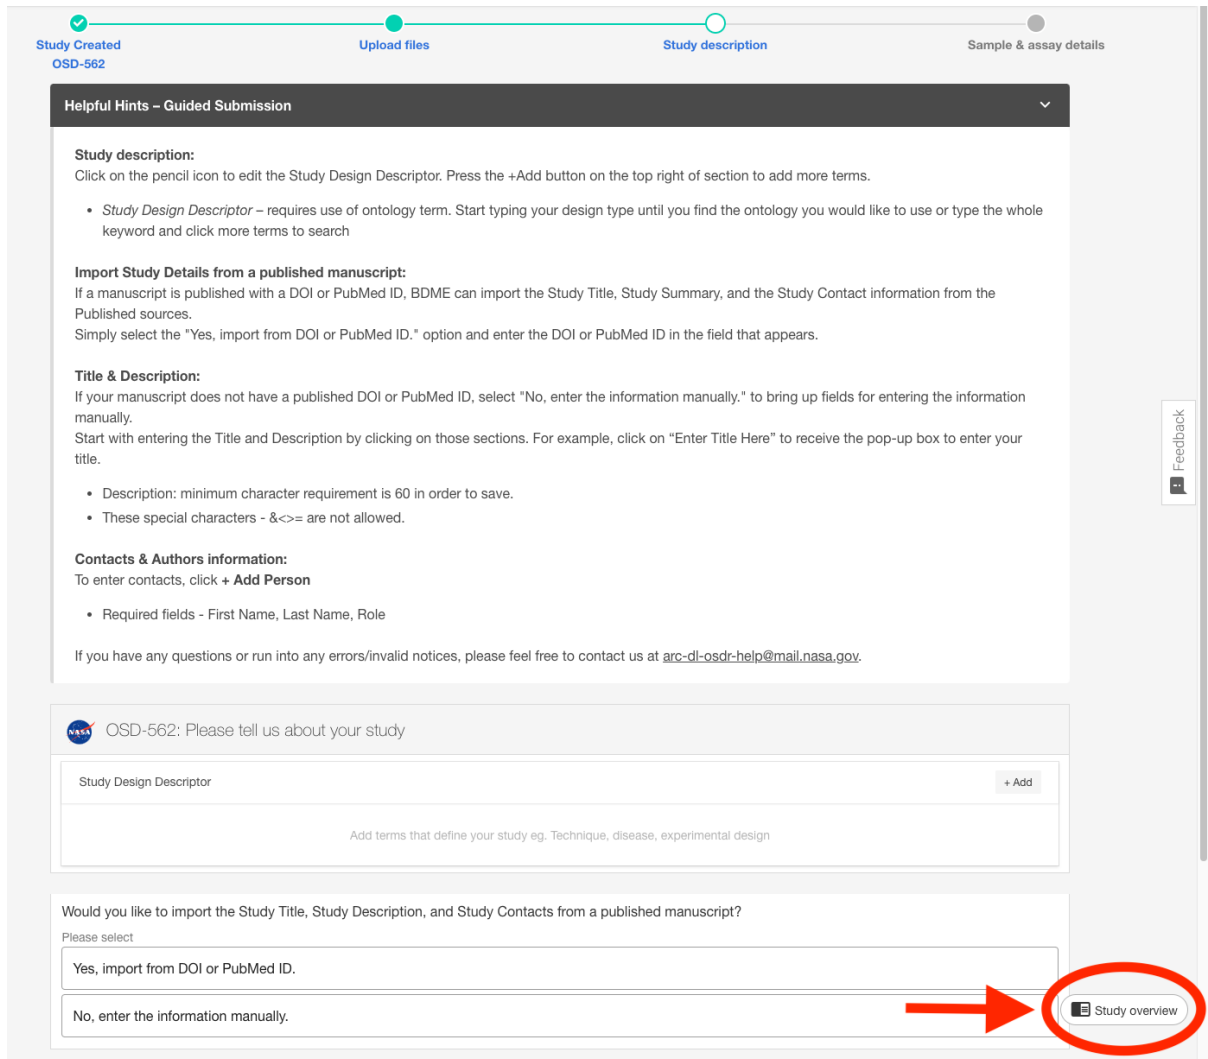 Study Created
OSD-562
Upload files
Study description
Sample & assay details
Helpful Hints – Guided Submission
Study description:
Click on the pencil icon to edit the Study Design Descriptor. Press the +Add button on the top right of section to add more terms.
• Study Design Descriptor – requires use of ontology term. Start typing your design type until you find the ontology you would like to use or type the whole
keyword and click more terms to search
Import Study Details from a published manuscript:
If a manuscript is published with a DOI or PubMed ID, BDME can import the Study Title, Study Summary, and the Study Contact information from the
Published sources.
Simply select the "Yes, import from DOI or PubMed ID." option and enter the DOI or PubMed ID in the field that appears.
Title & Description:
If your manuscript does not have a published DOI or PubMed ID, select "No, enter the information manually." to bring up fields for entering the information
manually.
Start with entering the Title and Description by clicking on those sections. For example, click on “Enter Title Here” to receive the pop-up box to enter your
title.
• Description: minimum character requirement is 60 in order to save.
• These special characters - &<>= are not allowed.
Contacts & Authors information:
To enter contacts, click + Add Person
• Required fields - First Name, Last Name, Role
If you have any questions or run into any errors/invalid notices, please feel free to contact us at arc-dl-osdr-help@mail.nasa.gov.
Feedback
NASA
OSD-562: Please tell us about your study
Study Design Descriptor
+ Add
Add terms that define your study eg. Technique, disease, experimental design
Would you like to import the Study Title, Study Description, and Study Contacts from a published manuscript?
Please select
Yes, import from DOI or PubMed ID.
No, enter the information manually.
Study overview